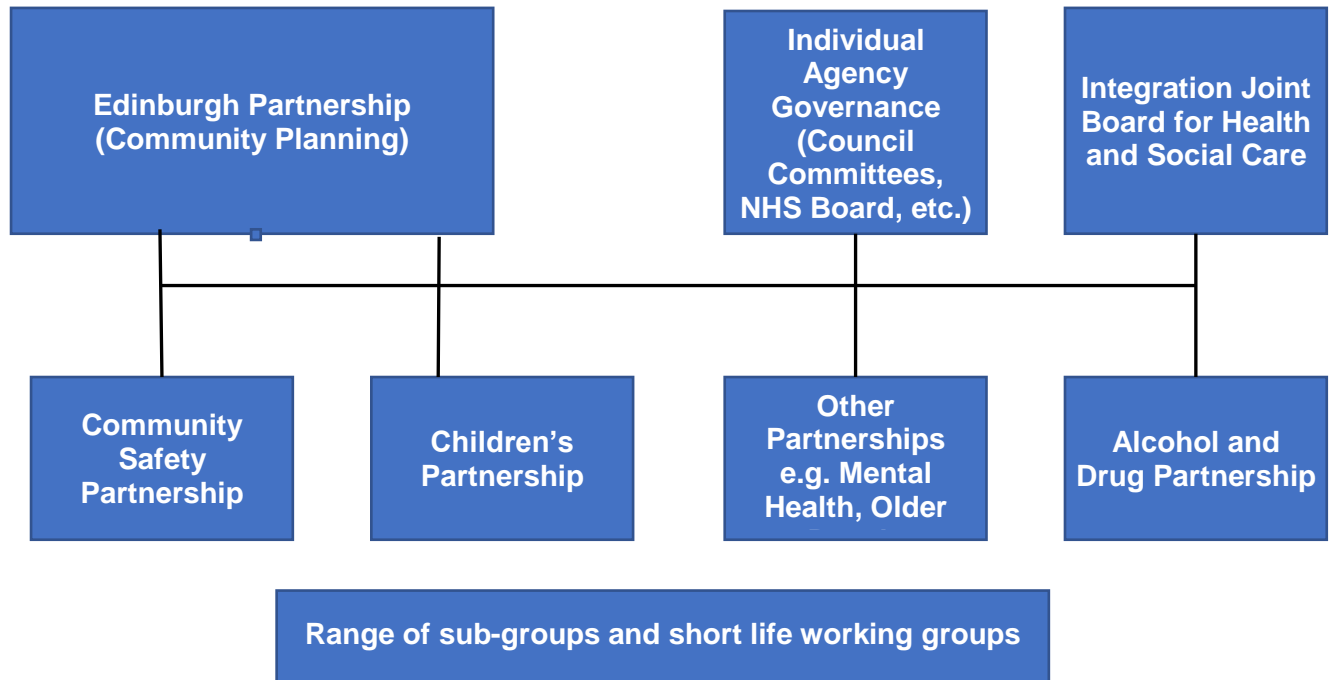 Edinburgh Partnership
(Community Planning)
Individual
Agency
Governance
(Council
Committees,
NHS Board, etc.)
Integration Joint
Board for Health
and Social Care
Community
Safety
Partnership
Children’s
Partnership
Other
Partnerships
e.g. Mental
Health, Older
Alcohol and
Drug Partnership
Range of sub-groups and short life working groups